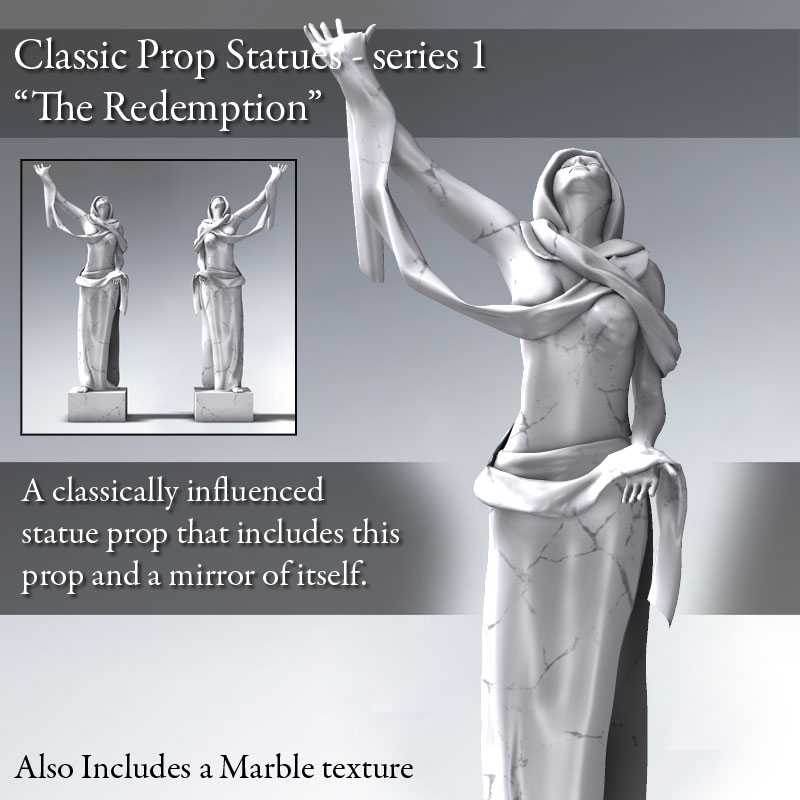 Classic Prop Statues - series 1
“The Redemption”
A classically influenced
statue prop that includes this
prop and a mirror of itself.
Also Includes a Marble texture